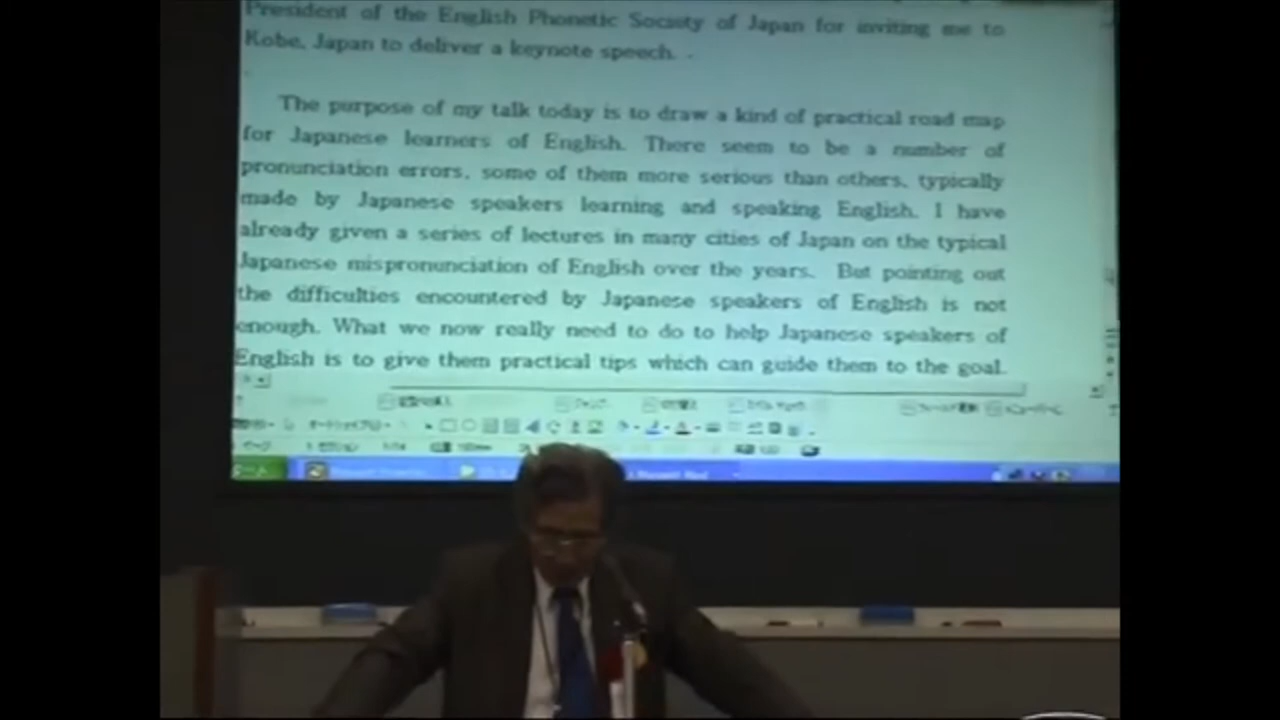 President of the English Phonetic Society of Japan for inviting me to
Kobe, Japan to deliver a keynote speech.
The purpose of my talk today is to draw a kind of practical road map
for Japanese learners of English. There seem to be a number of
pronunciation errors, some of them more serious than others, typically
made by Japanese speakers learning and speaking English. I have
already given a series of lectures in many cities of Japan on the typical
Japanese mispronunciation of English over the years. But pointing out
the difficulties encountered by Japanese speakers of English is not
enough. What we now really need to do to help Japanese speakers of
English is to give them practical tips which can guide them to the goal.